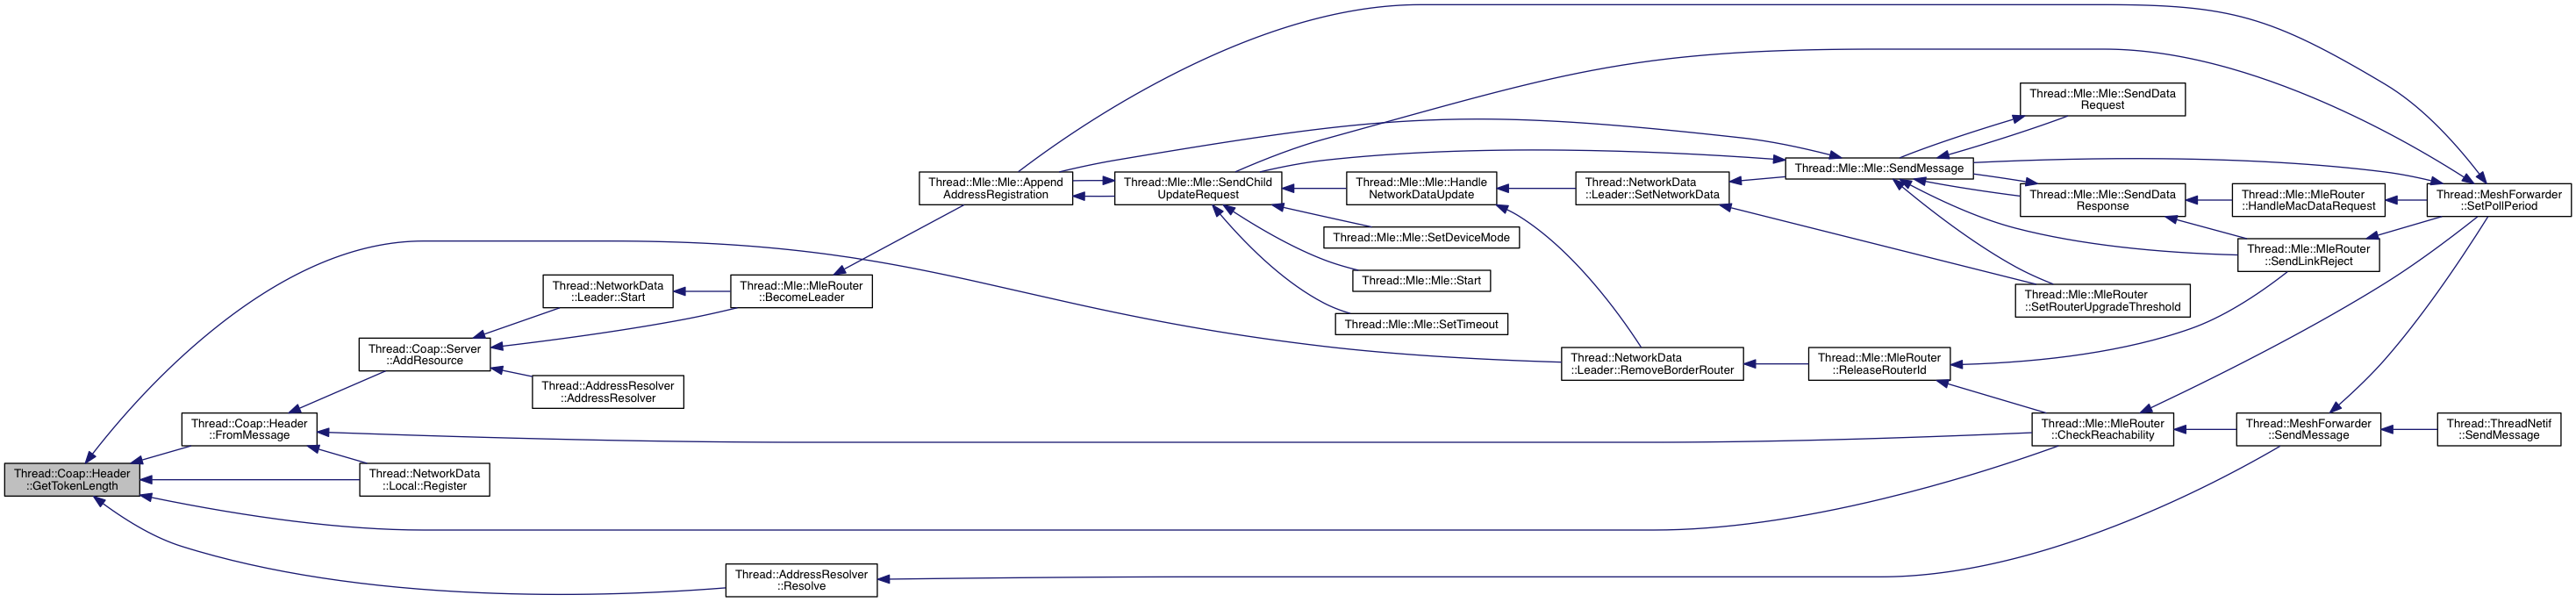 Thread::Coap::Header
::GetTokenLength
Thread::Coap::Header
::FromMessage
Thread::NetworkData
::Local::Register
Thread::Coap::Server
::AddResource
Thread::NetworkData
::Leader::Start
Thread::AddressResolver
::AddressResolver
Thread::Mle::MleRouter
::BecomeLeader
Thread::AddressResolver
::Resolve
Thread::Mle::Mle::Append
AddressRegistration
Thread::Mle::Mle::SendChild
UpdateRequest
Thread::Mle::Mle::Handle
NetworkDataUpdate
Thread::Mle::Mle::SetDeviceMode
Thread::Mle::Mle::Start
Thread::Mle::Mle::SetTimeout
Thread::NetworkData
::Leader::SetNetworkData
Thread::NetworkData
::Leader::RemoveBorderRouter
Thread::Mle::Mle::SendMessage
Thread::Mle::MleRouter
::ReleaseRouterId
Thread::Mle::Mle::SendData
Request
Thread::Mle::Mle::SendData
Response
Thread::Mle::MleRouter
::SetRouterUpgradeThreshold
Thread::Mle::MleRouter
::CheckReachability
Thread::Mle::MleRouter
::HandleMacDataRequest
Thread::Mle::MleRouter
::SendLinkReject
Thread::MeshForwarder
::SendMessage
Thread::MeshForwarder
::SetPollPeriod
Thread::ThreadNetif
::SendMessage